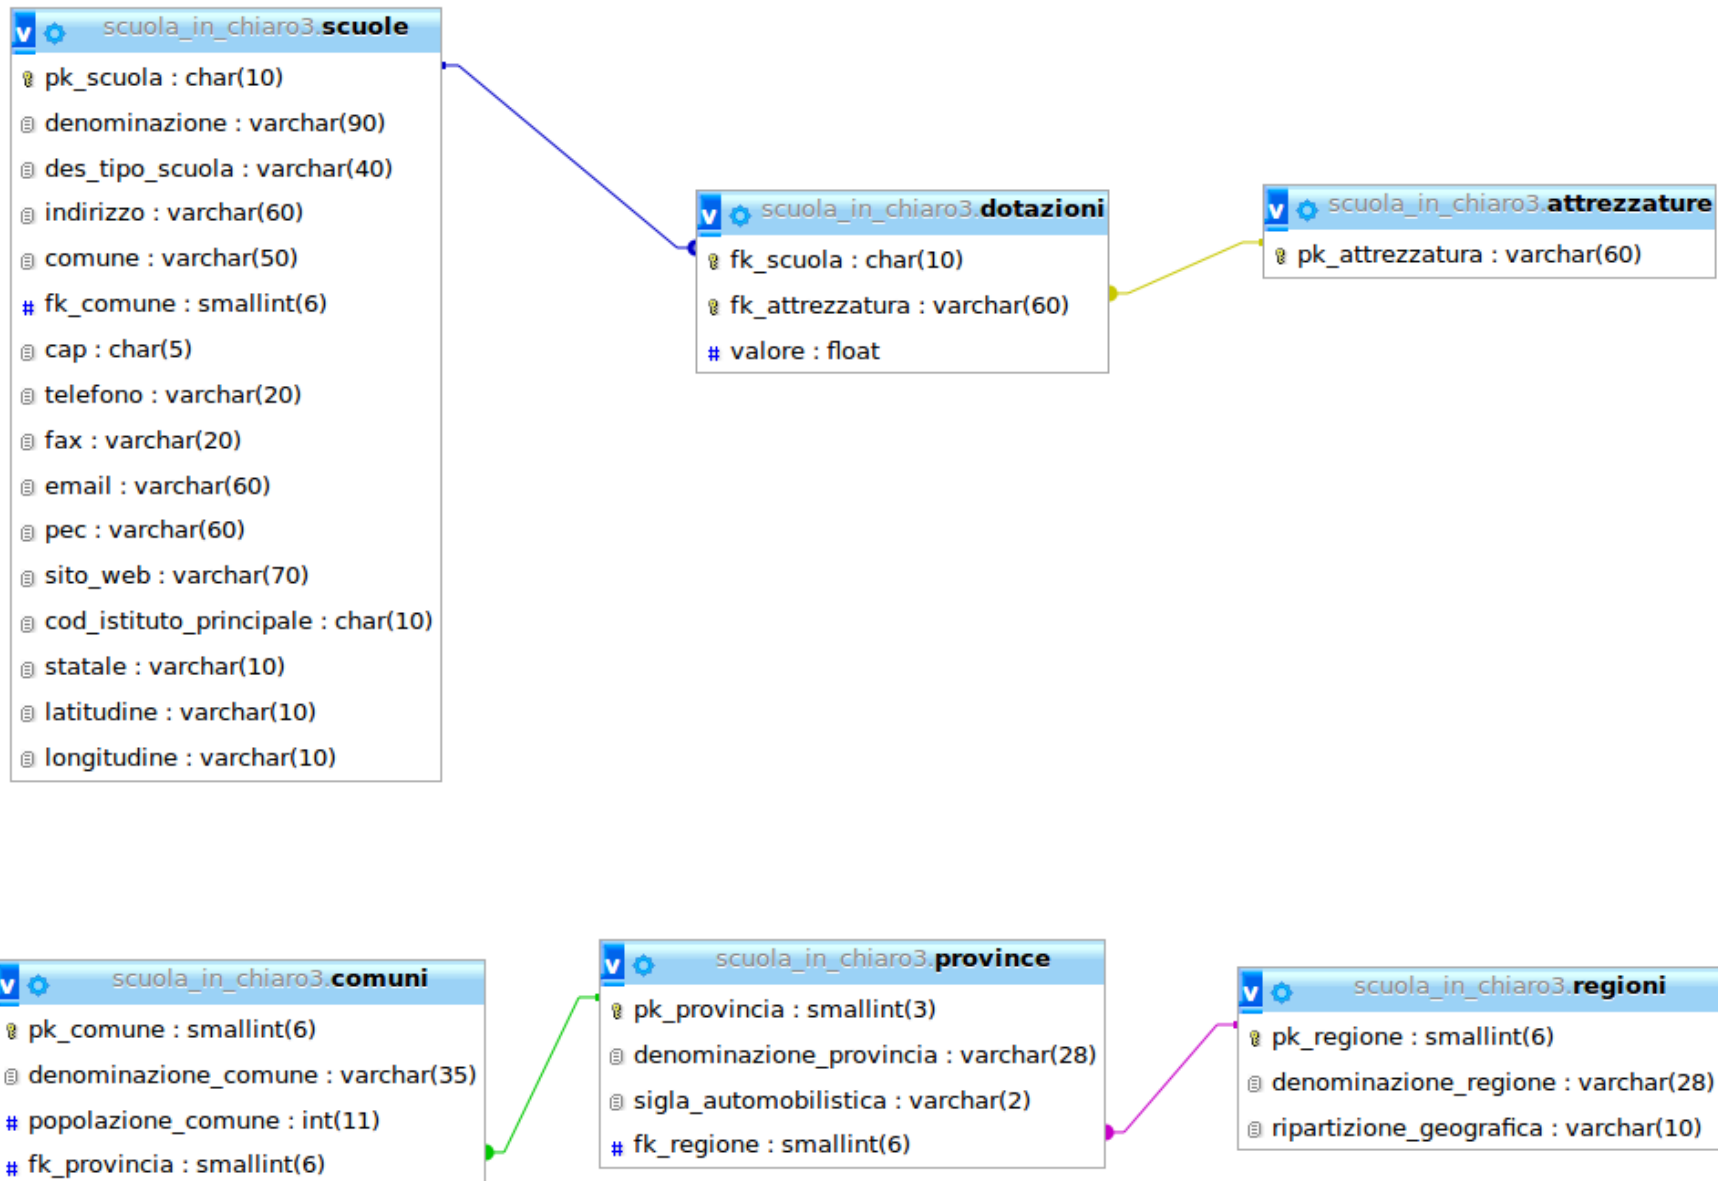 v scuola_in_chiaro3.scuole
pk_scuola : char(10)
denominazione : varchar(90)
des_tipo_scuola : varchar(40)
indirizzo : varchar(60)
comune : varchar(50)
# fk_comune : smallint(6)
cap : char(5)
telefono : varchar(20)
fax : varchar(20)
email : varchar(60)
pec : varchar(60)
sito_web : varchar(70)
cod_istituto_principale : char(10)
statale : varchar(10)
latitudine : varchar(10)
longitudine : varchar(10)
v scuola_in_chiaro3.dotazioni
fk_scuola : char(10)
fk_attrezzatura : varchar(60)
# valore : float
v scuola_in_chiaro3.attrezzature
pk_attrezzatura : varchar(60)
v scuola_in_chiaro3.comuni
pk_comune : smallint(6)
denominazione_comune : varchar(35)
# popolazione_comune : int(11)
# fk_provincia : smallint(6)
v scuola_in_chiaro3.province
pk_provincia : smallint(3)
denominazione_provincia : varchar(28)
sigla_automobilistica : varchar(2)
# fk_regione : smallint(6)
v scuola_in_chiaro3.regioni
pk_regione : smallint(6)
denominazione_regione : varchar(28)
ripartizione_geografica : varchar(10)